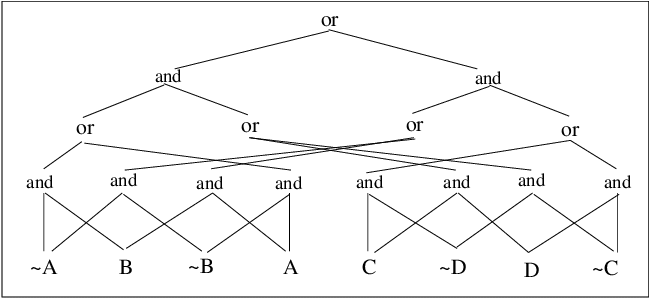 or
and and
or or or or
and and and and and and and and
~A B ~B A C ~D D ~C